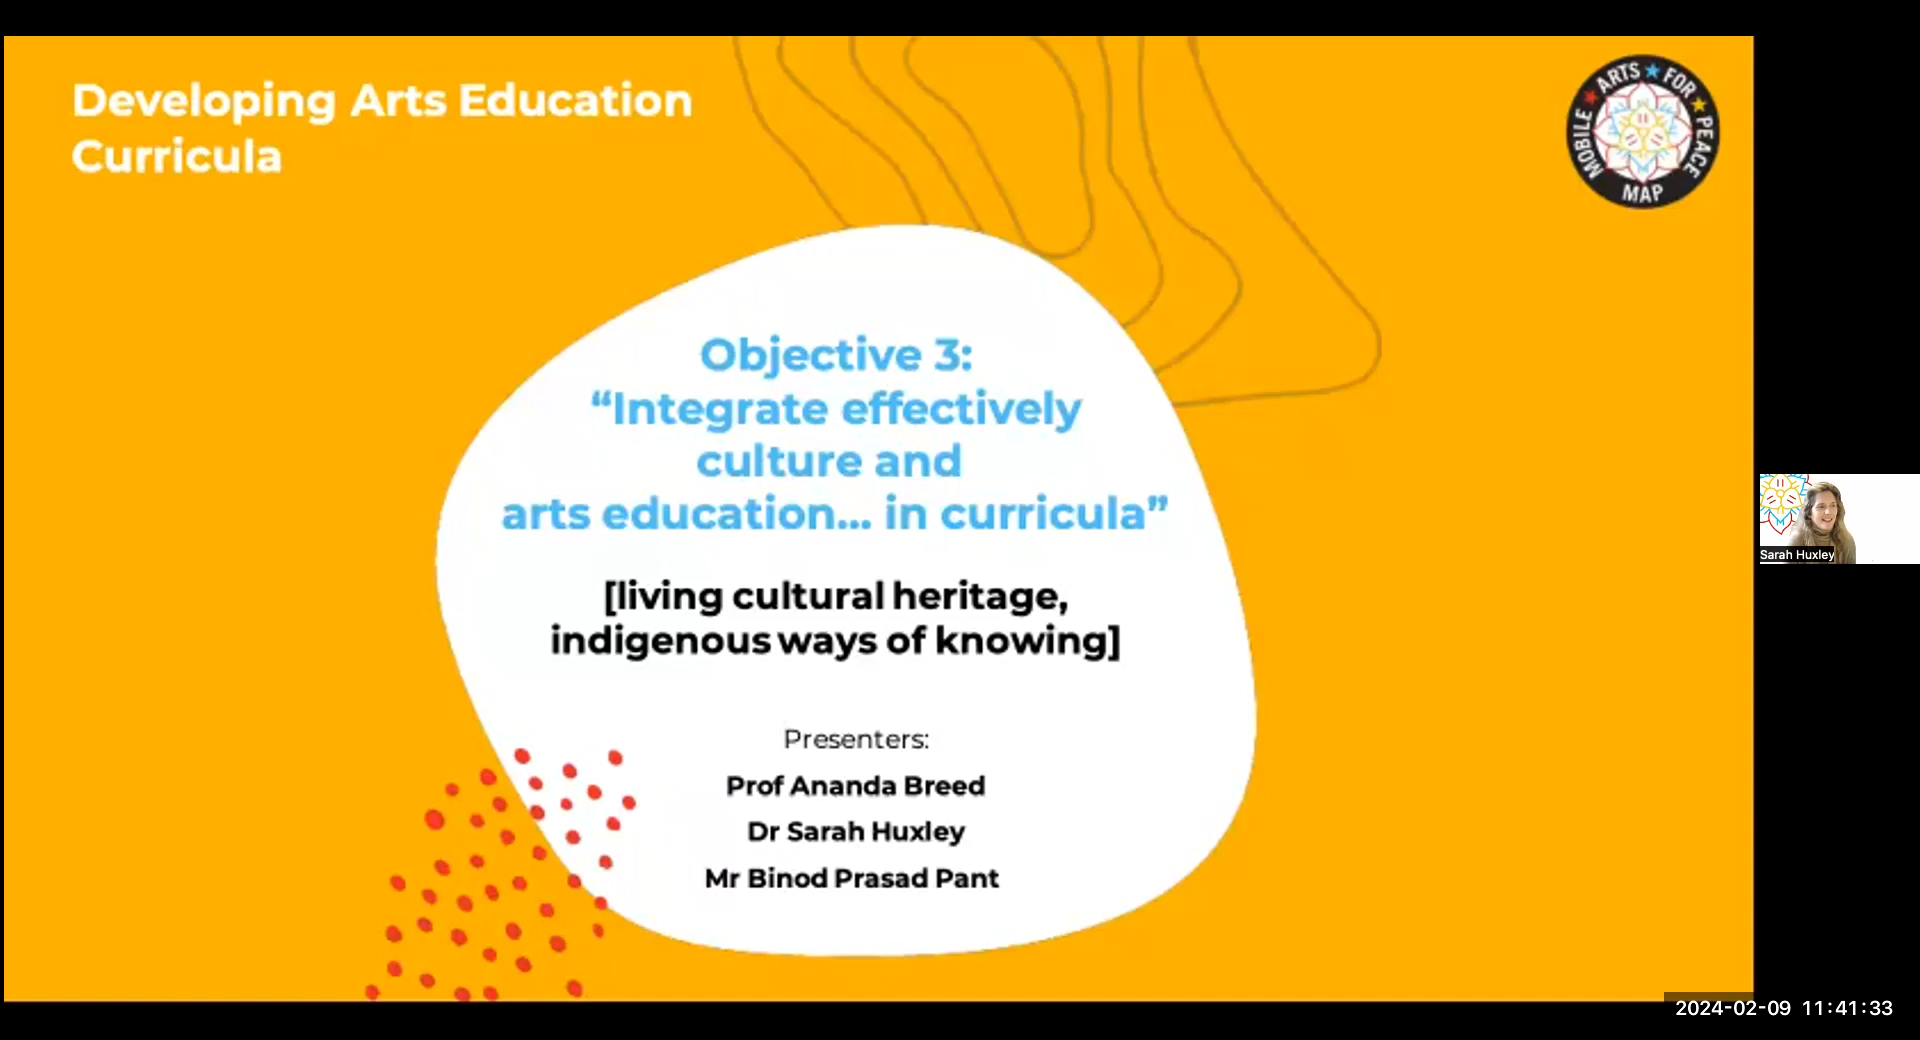 Developing Arts Education
Curricula
MOBILE ★ ARTS ★ FOR ★ PEACE
MAP
Objective 3:
“Integrate effectively
culture and
arts education... in curricula”
[living cultural heritage,
indigenous ways of knowing]
Presenters:
Prof Ananda Breed
Dr Sarah Huxley
Mr Binod Prasad Pant
Sarah Huxley
2024-02-09 11:41:33